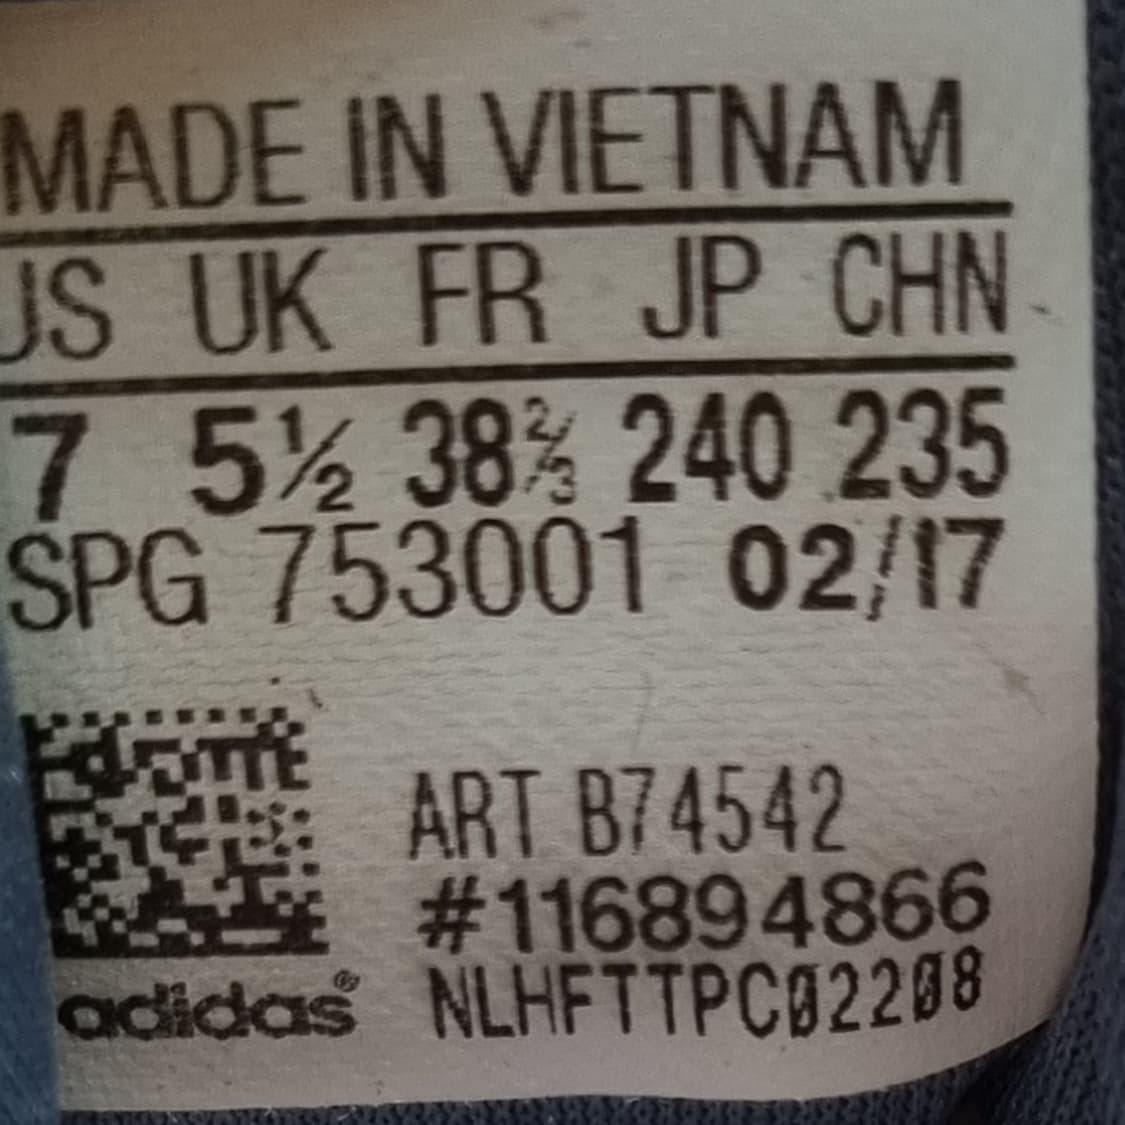 MADE IN VIETNAM
US UK FR JP CHN
7 5½ 38⅔ 240 235
SPG 753001 02/17
ART B74542
#116894866
NLHFTTPC02208
adidas®